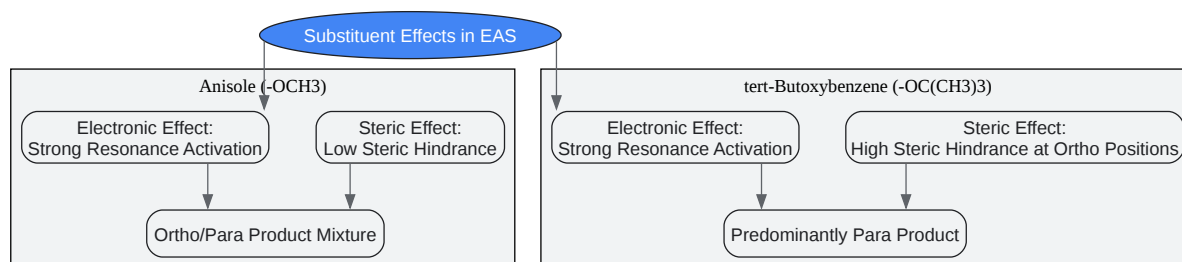 Substituent Effects in EAS
Anisole (-OCH3)
Electronic Effect:
Strong Resonance Activation
Steric Effect:
Low Steric Hindrance
Ortho/Para Product Mixture
tert-Butoxybenzene (-OC(CH3)3)
Electronic Effect:
Strong Resonance Activation
Steric Effect:
High Steric Hindrance at Ortho Positions
Predominantly Para Product